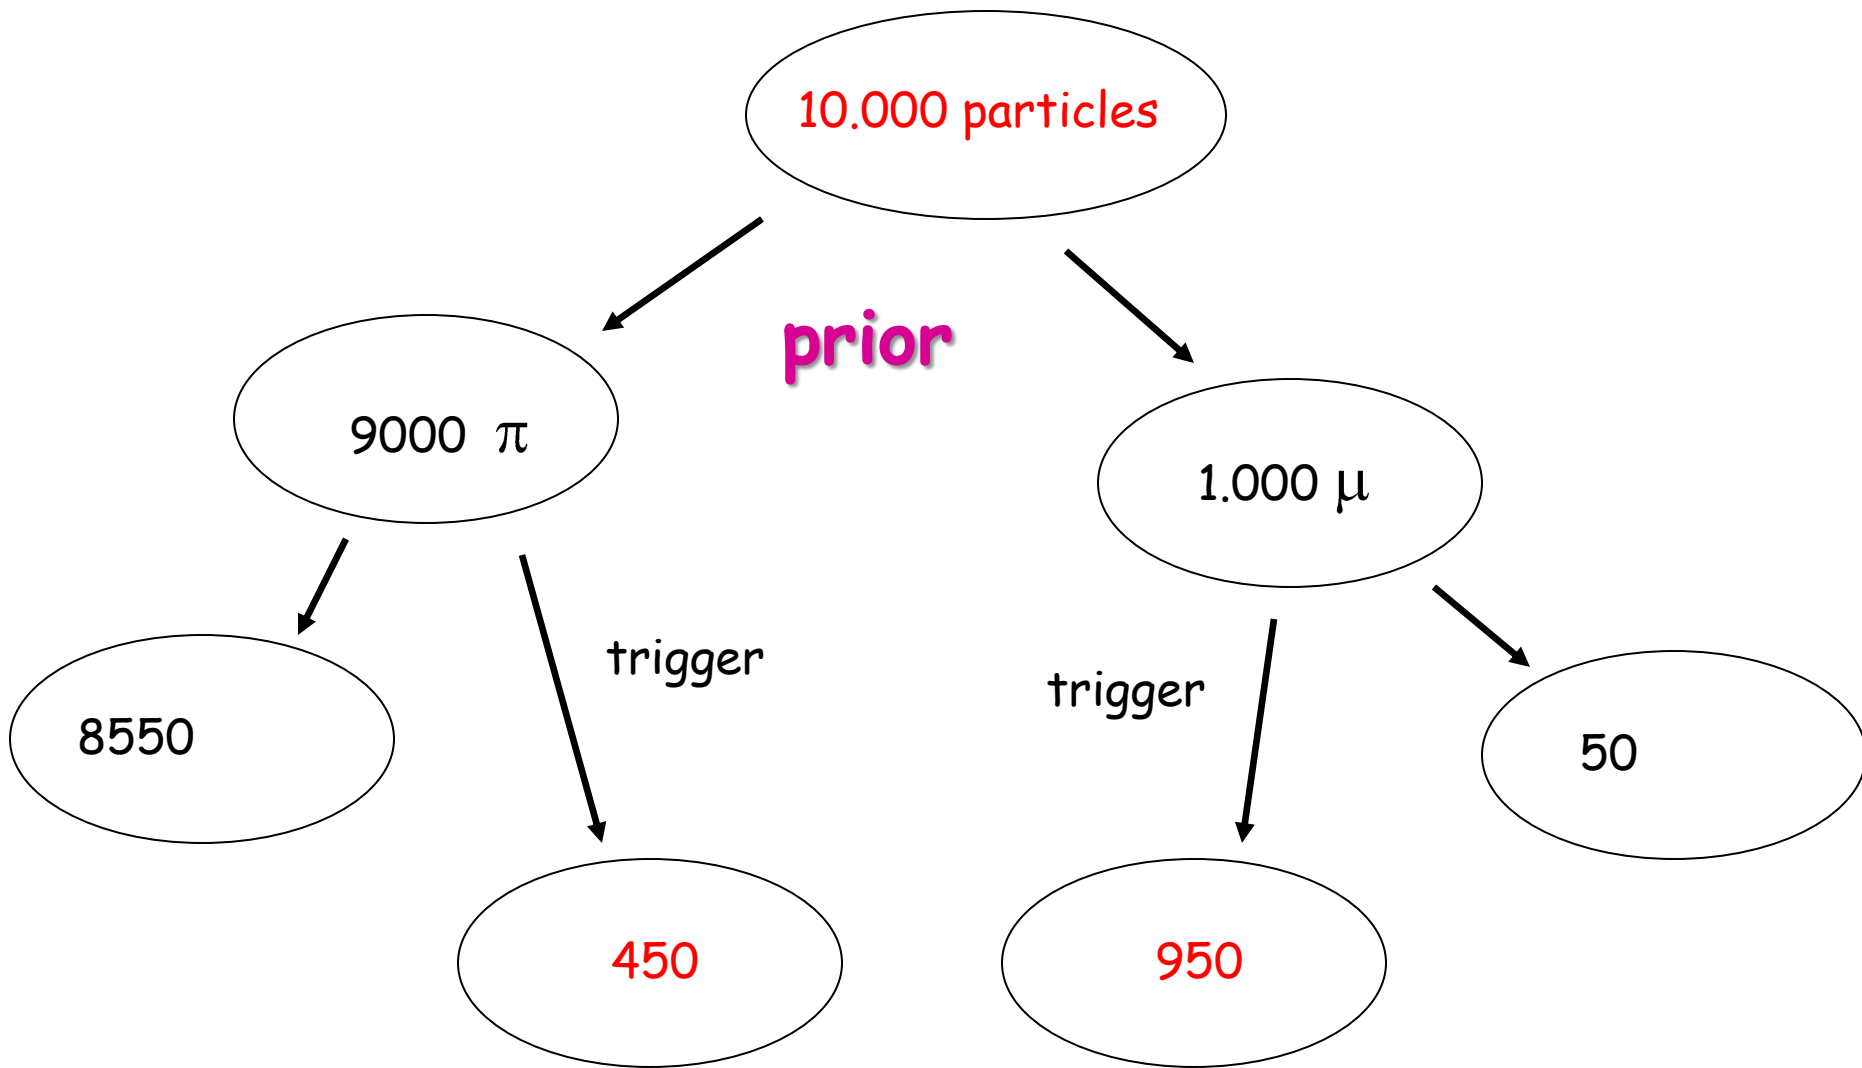 10.000 particles
prior
9000 π
1.000 μ
trigger
trigger
8550
50
450
950